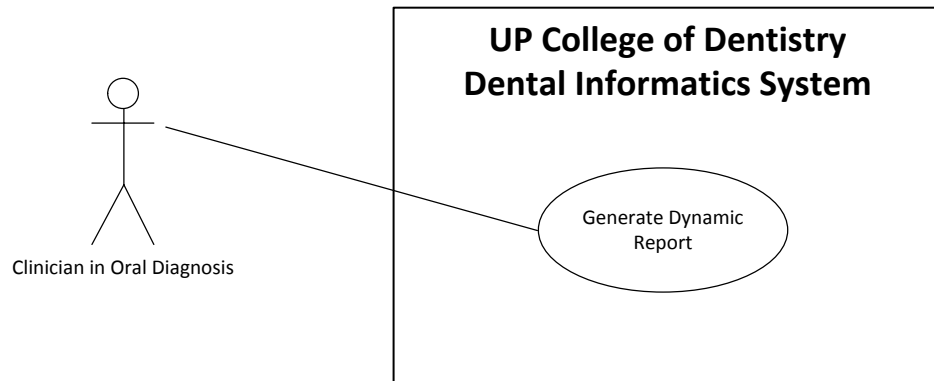 UP College of Dentistry
Dental Informatics System
Generate Dynamic
Report
Clinician in Oral Diagnosis